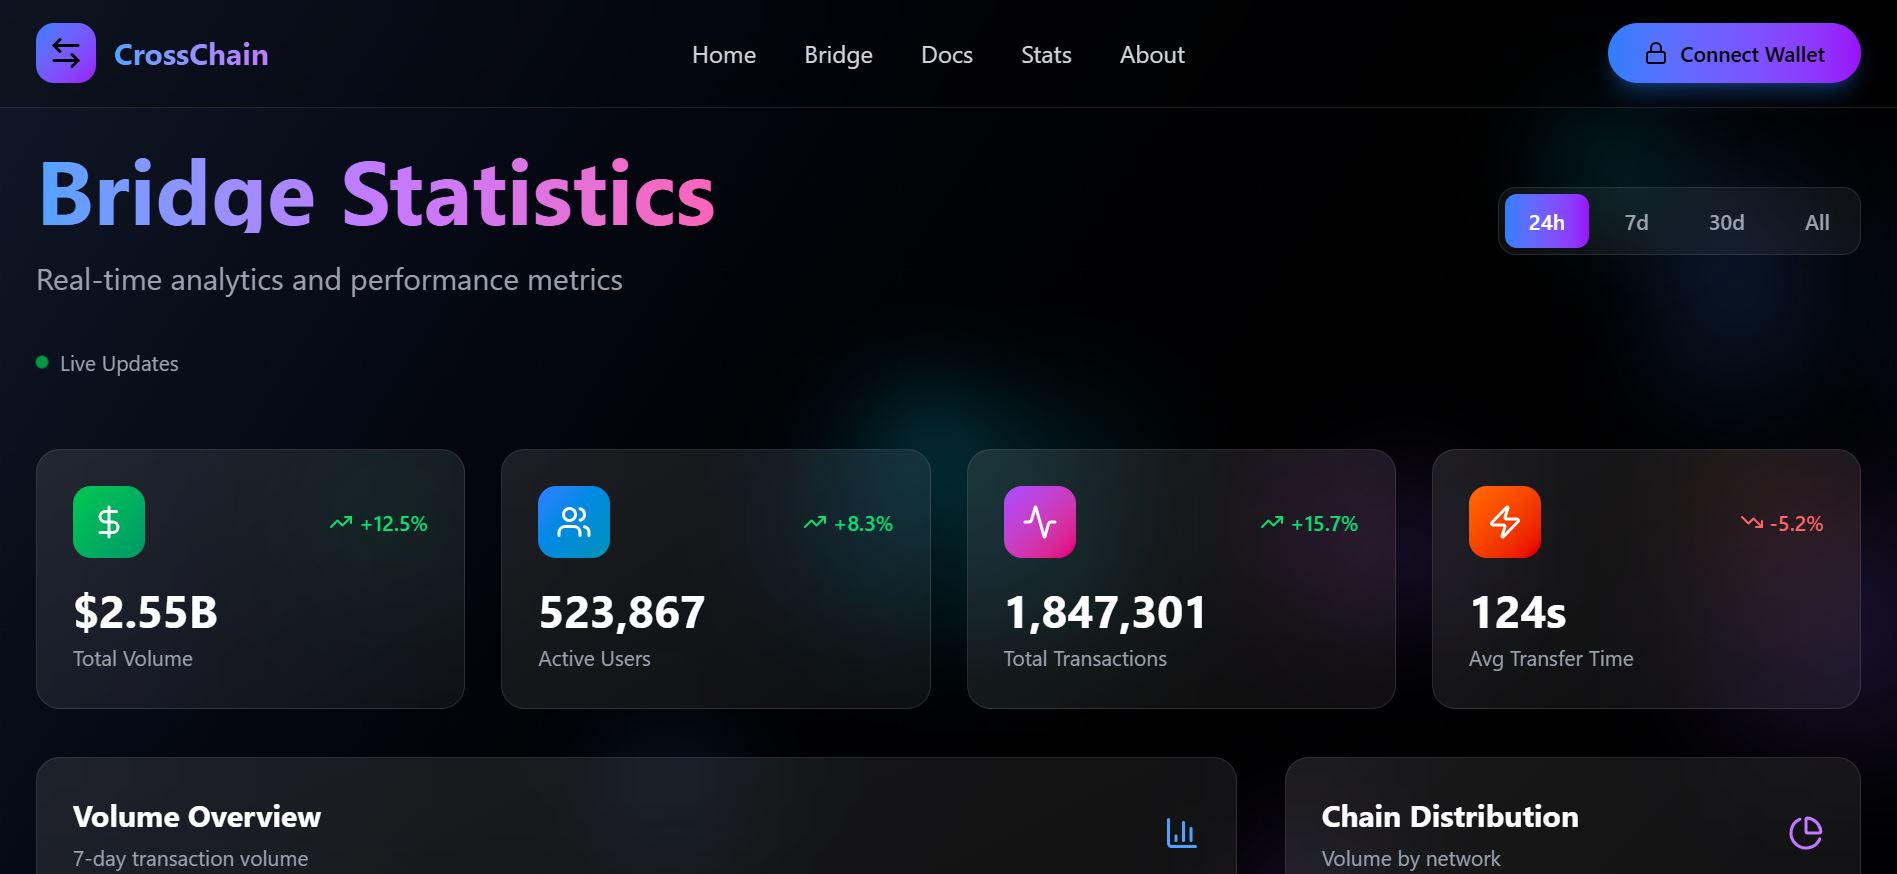 CrossChain
Home
Bridge
Docs
Stats
About
Connect Wallet
Bridge Statistics
Real-time analytics and performance metrics
24h
7d
30d
All
Live Updates
+12.5%
$2.55B
Total Volume
+8.3%
523,867
Active Users
+15.7%
1,847,301
Total Transactions
-5.2%
124s
Avg Transfer Time
Volume Overview
7-day transaction volume
Chain Distribution
Volume by network